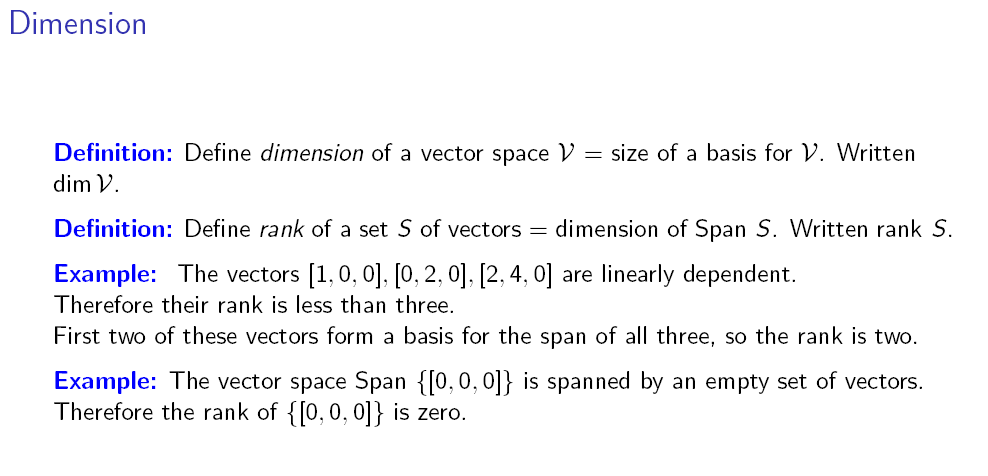 Dimension
Definition: Define dimension of a vector space 𝒱 = size of a basis for 𝒱. Written
dim 𝒱.
Definition: Define rank of a set S of vectors = dimension of Span S. Written rank S.
Example: The vectors [1, 0, 0], [0, 2, 0], [2, 4, 0] are linearly dependent.
Therefore their rank is less than three.
First two of these vectors form a basis for the span of all three, so the rank is two.
Example: The vector space Span {[0, 0, 0]} is spanned by an empty set of vectors.
Therefore the rank of {[0, 0, 0]} is zero.